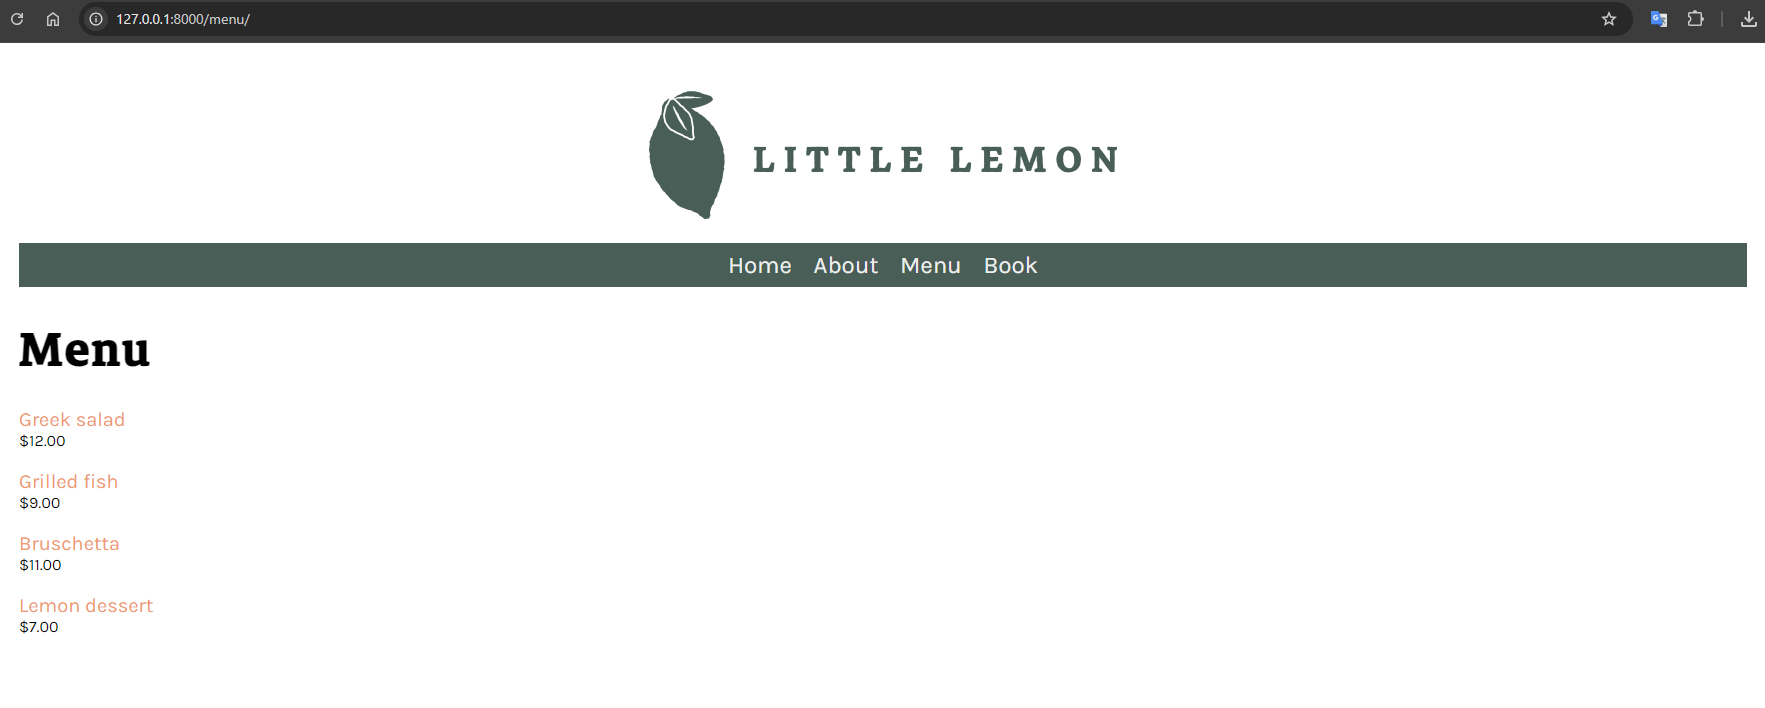 127.0.0.1:8000/menu/
LITTLE LEMON
Home About Menu Book
Menu
Greek salad
$12.00
Grilled fish
$9.00
Bruschetta
$11.00
Lemon dessert
$7.00